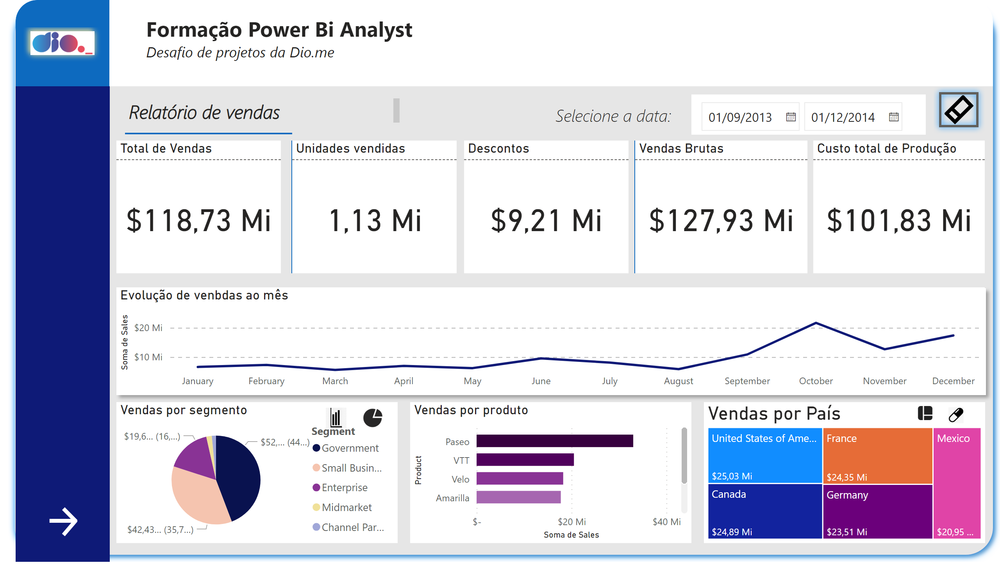 dio._
Formação Power Bi Analyst
Desafio de projetos da Dio.me
Relatório de vendas
Selecione a data:
01/09/2013
01/12/2014
Total de Vendas
$118,73 Mi
Unidades vendidas
1,13 Mi
Descontos
$9,21 Mi
Vendas Brutas
$127,93 Mi
Custo total de Produção
$101,83 Mi
Evolução de venbdas ao mês
Soma de Sales
$20 Mi
$10 Mi
January February March April May June July August September October November December
Vendas por segmento
$19,6... (16,...)
$52,... (44...)
$42,43... (35,7...)
Segment
Government
Small Busin...
Enterprise
Midmarket
Channel Par...
Vendas por produto
Product
Paseo
VTT
Velo
Amarilla
$- $20 Mi $40 Mi
Soma de Sales
Vendas por País
United States of Ame...
$25,03 Mi
France
$24,35 Mi
Mexico
$20,95 ...
Canada
$24,89 Mi
Germany
$23,51 Mi